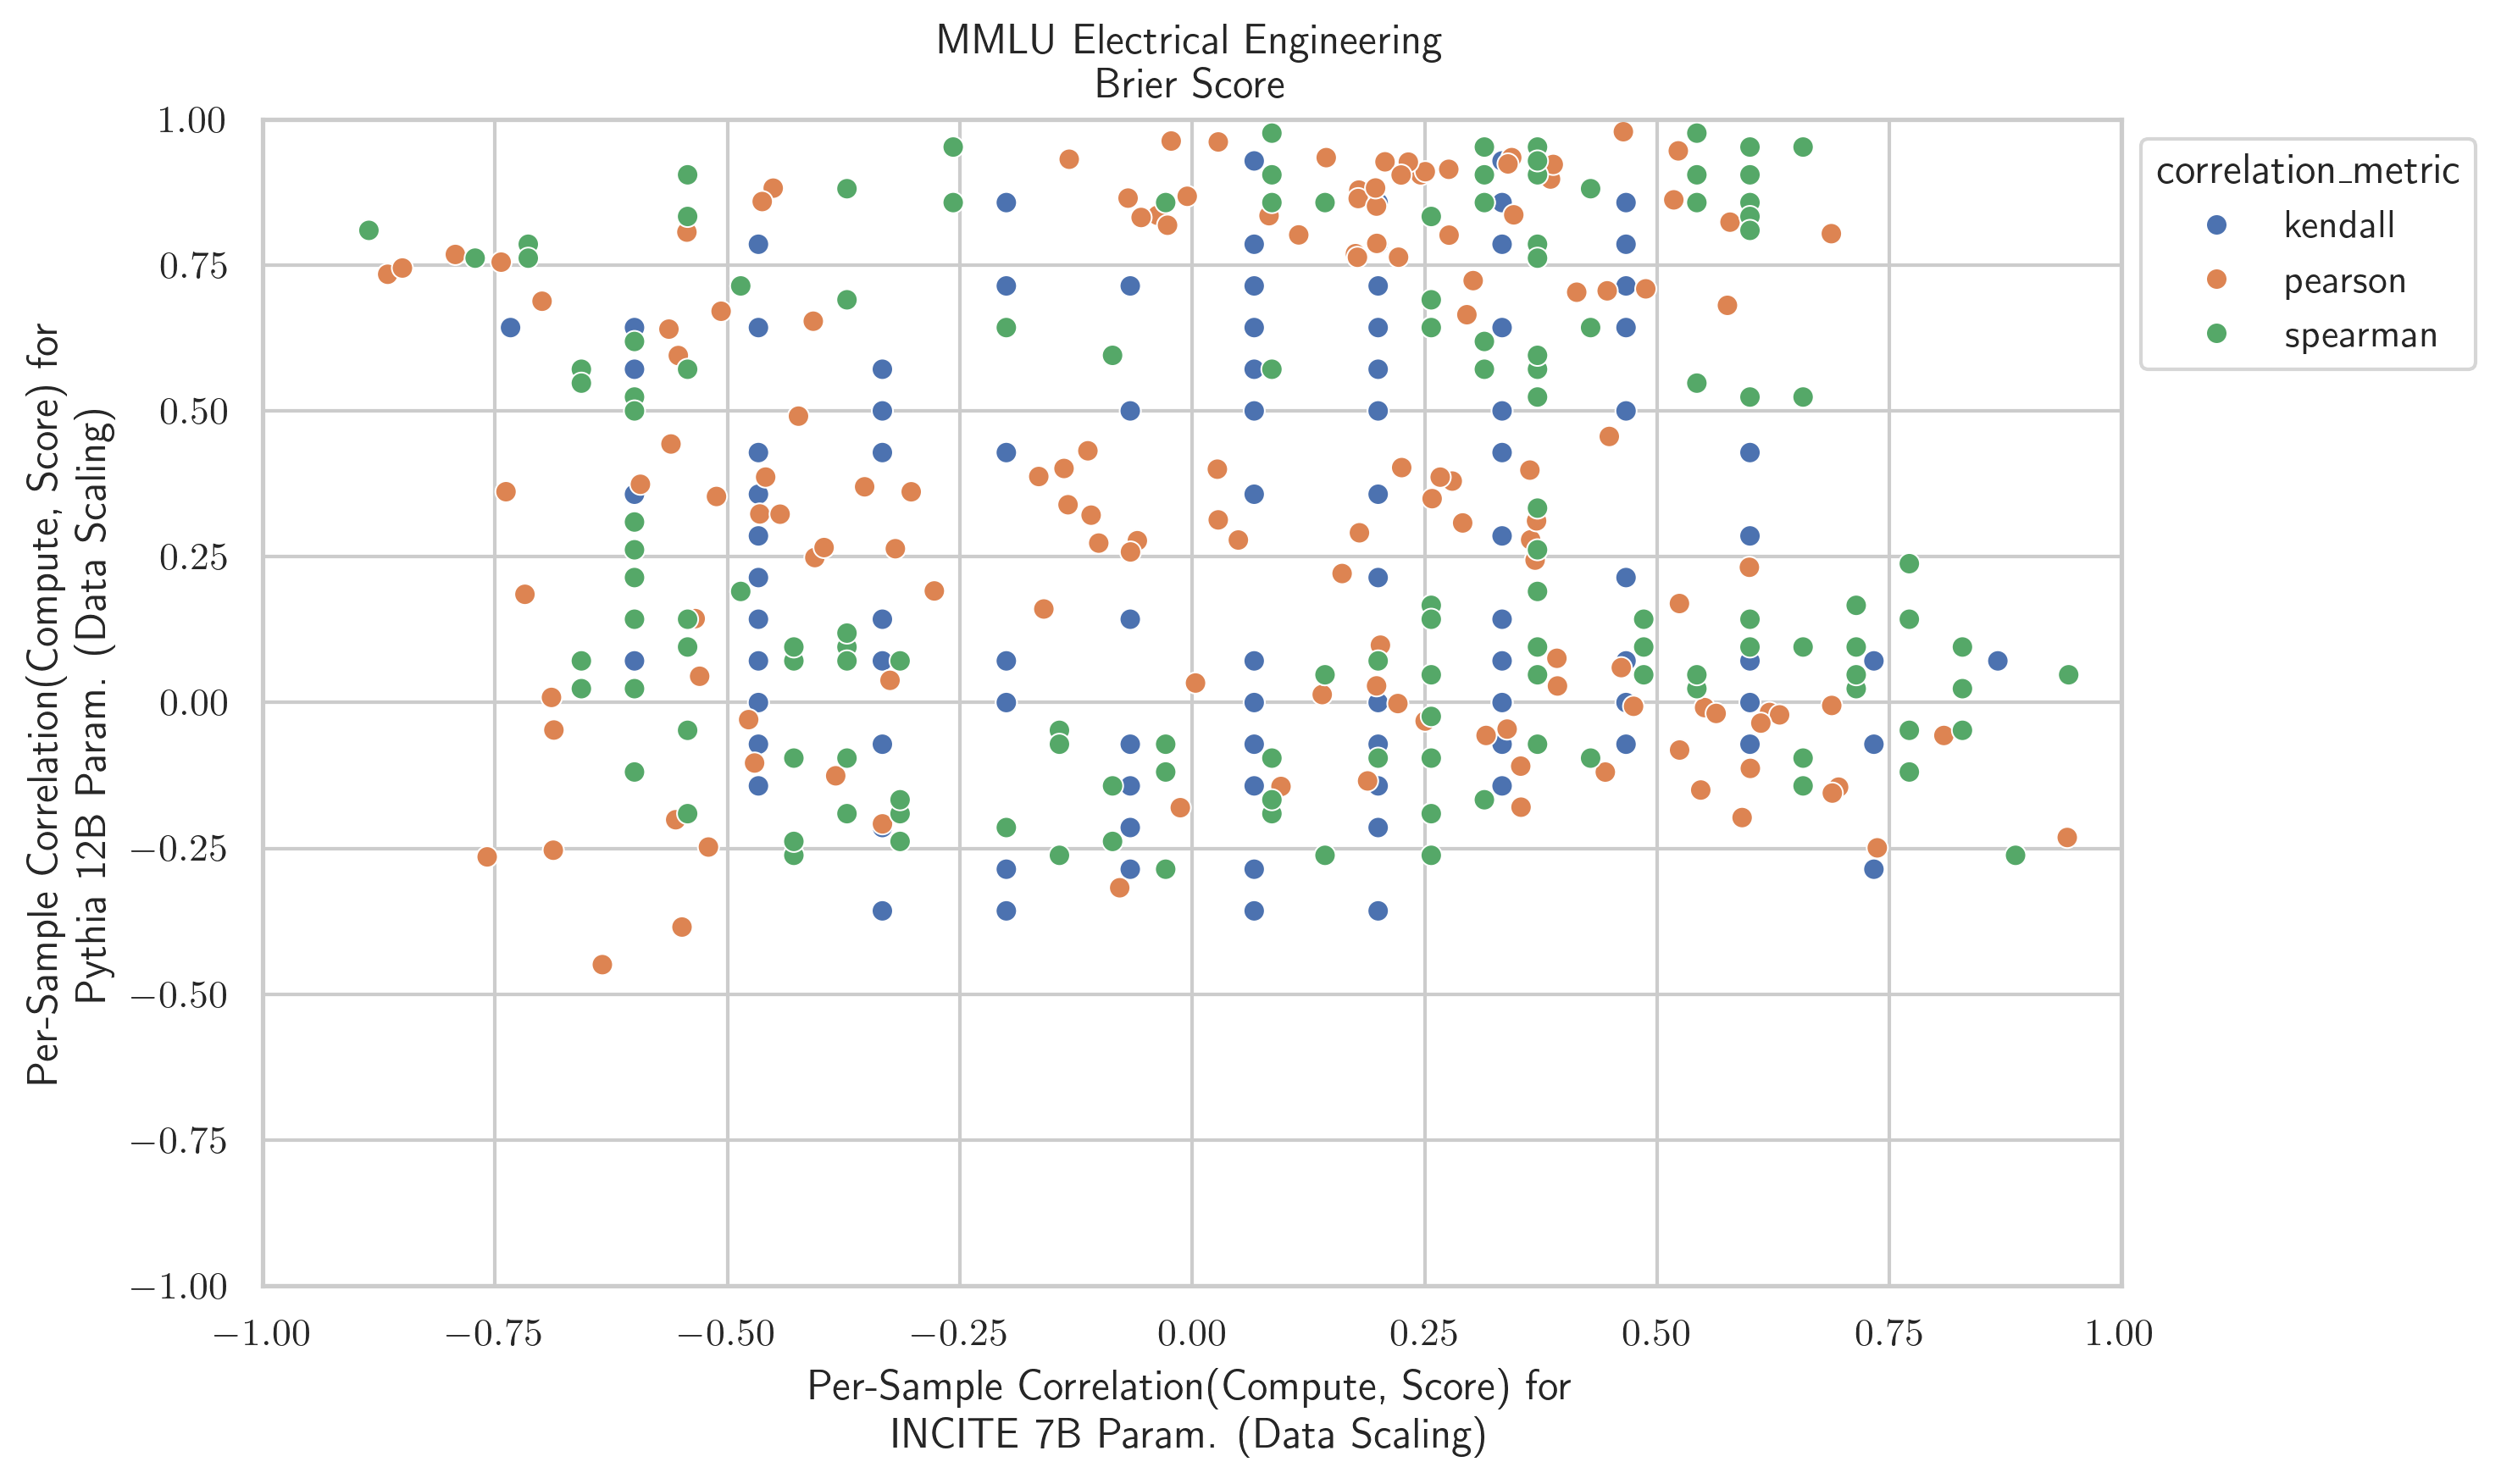 MMLU Electrical Engineering
Brier Score
Per-Sample Correlation(Compute, Score) for
Pythia 12B Param. (Data Scaling)
1.00
0.75
0.50
0.25
0.00
−0.25
−0.50
−0.75
−1.00
−1.00 −0.75 −0.50 −0.25 0.00 0.25 0.50 0.75 1.00
Per-Sample Correlation(Compute, Score) for
INCITE 7B Param. (Data Scaling)
correlation_metric
kendall
pearson
spearman